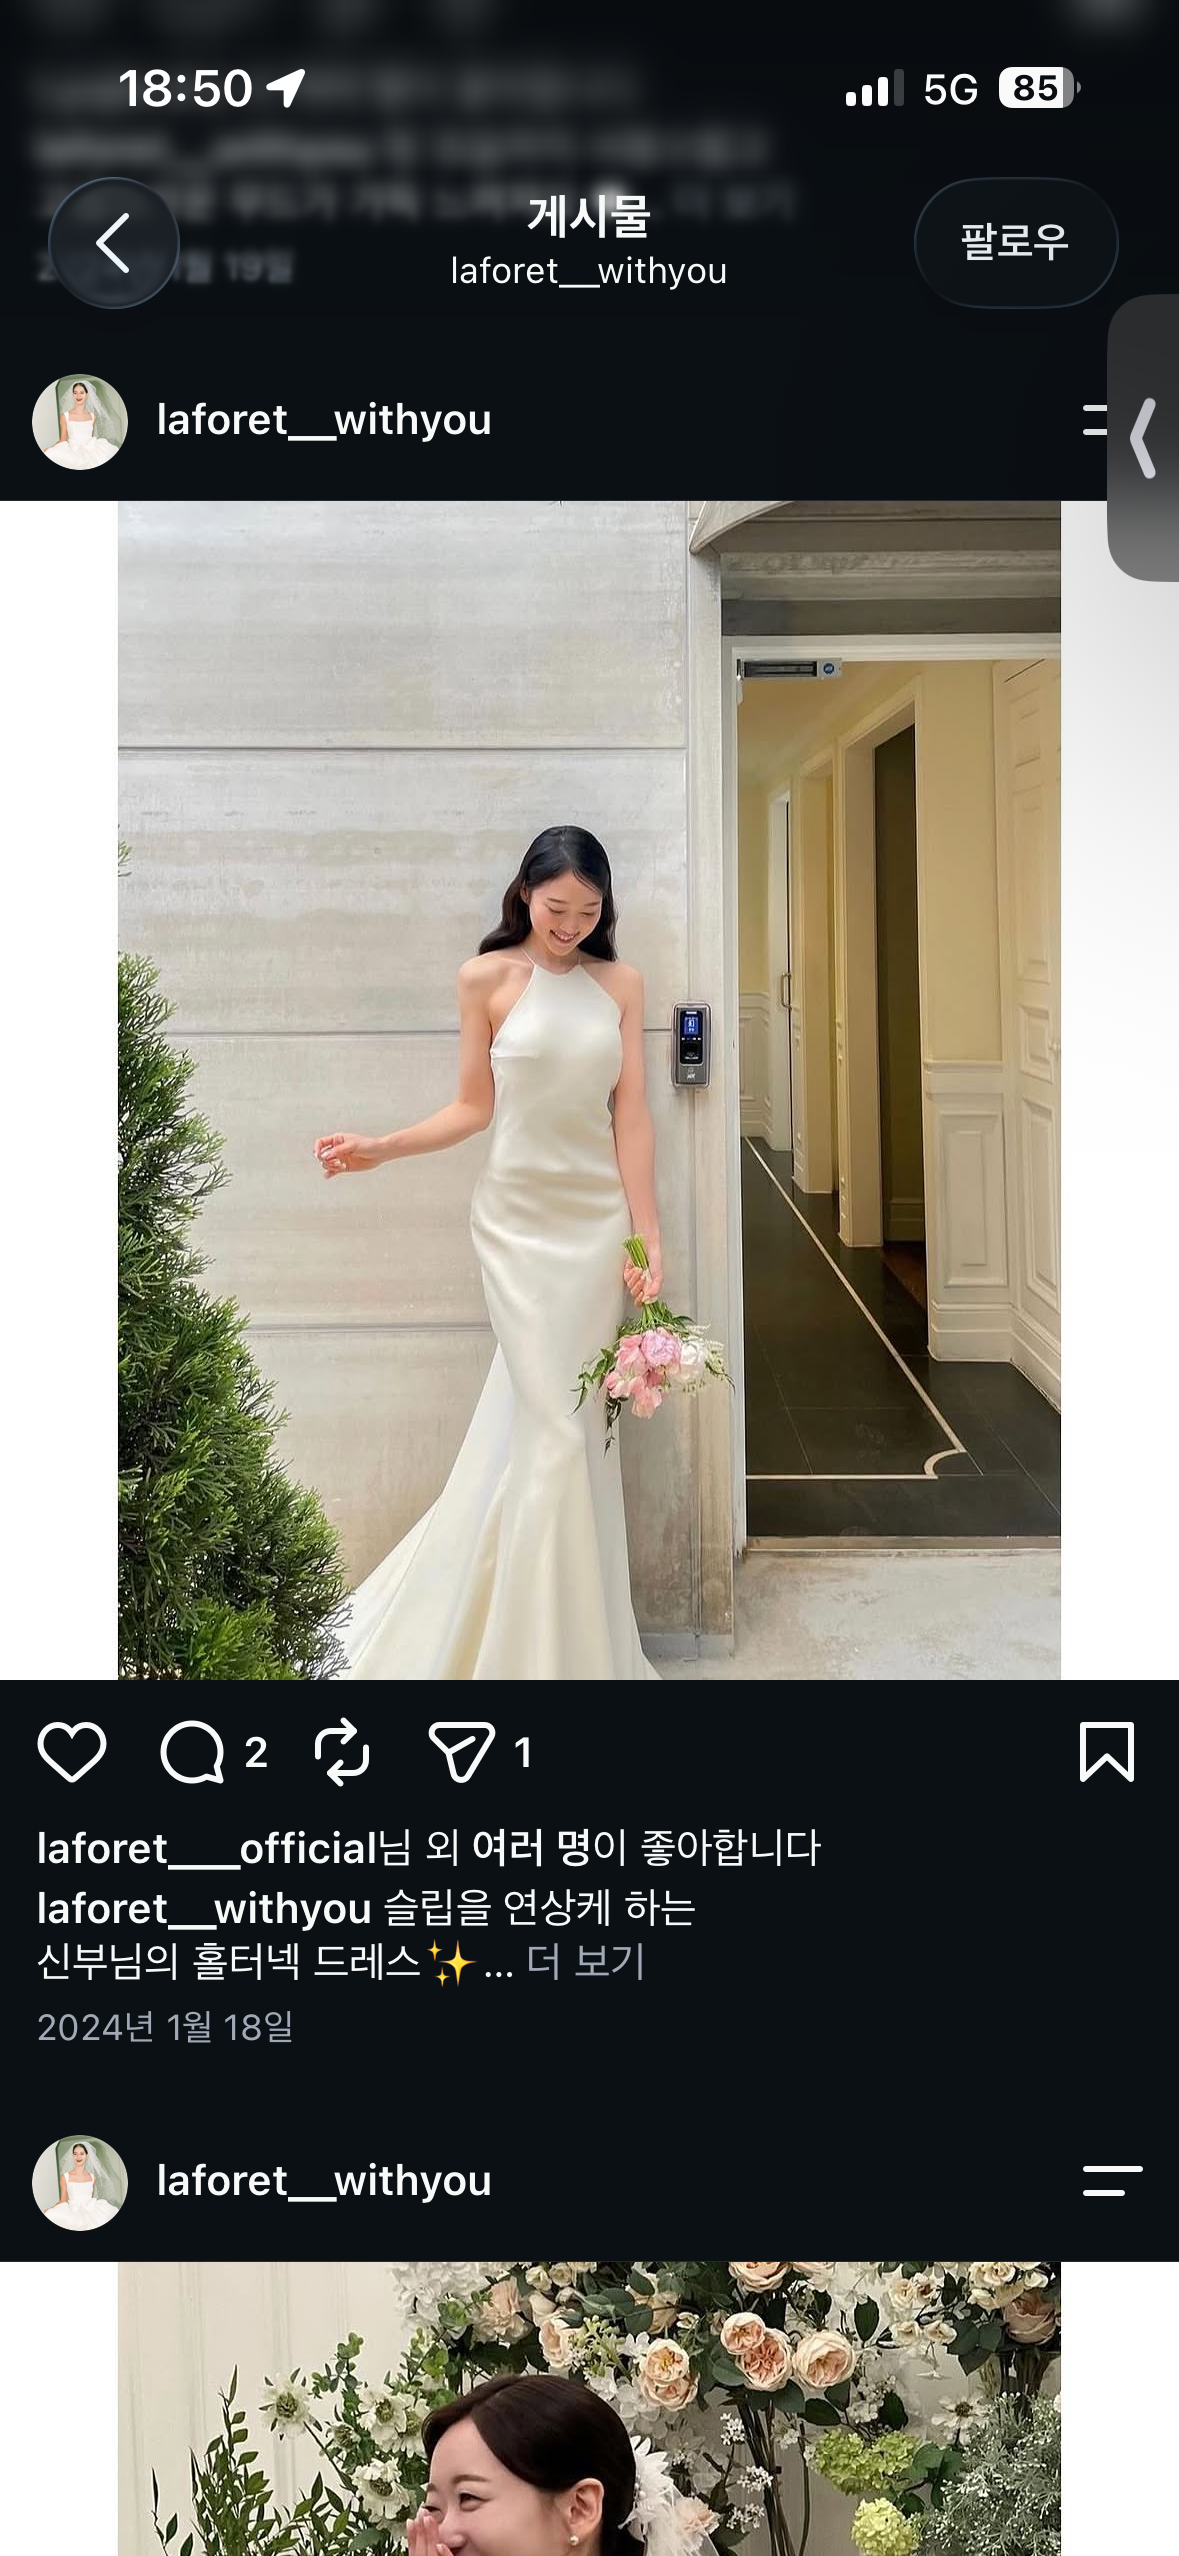 18:50
5G
85
게시물
laforet__withyou
팔로우
laforet__withyou
2
1
laforet___official님 외 여러 명이 좋아합니다
laforet__withyou 슬립을 연상케 하는
신부님의 홀터넥 드레스✨... 더 보기
2024년 1월 18일
laforet__withyou